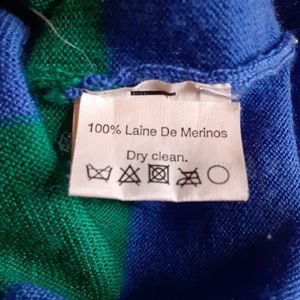 100% Laine De Merinos
Dry clean.